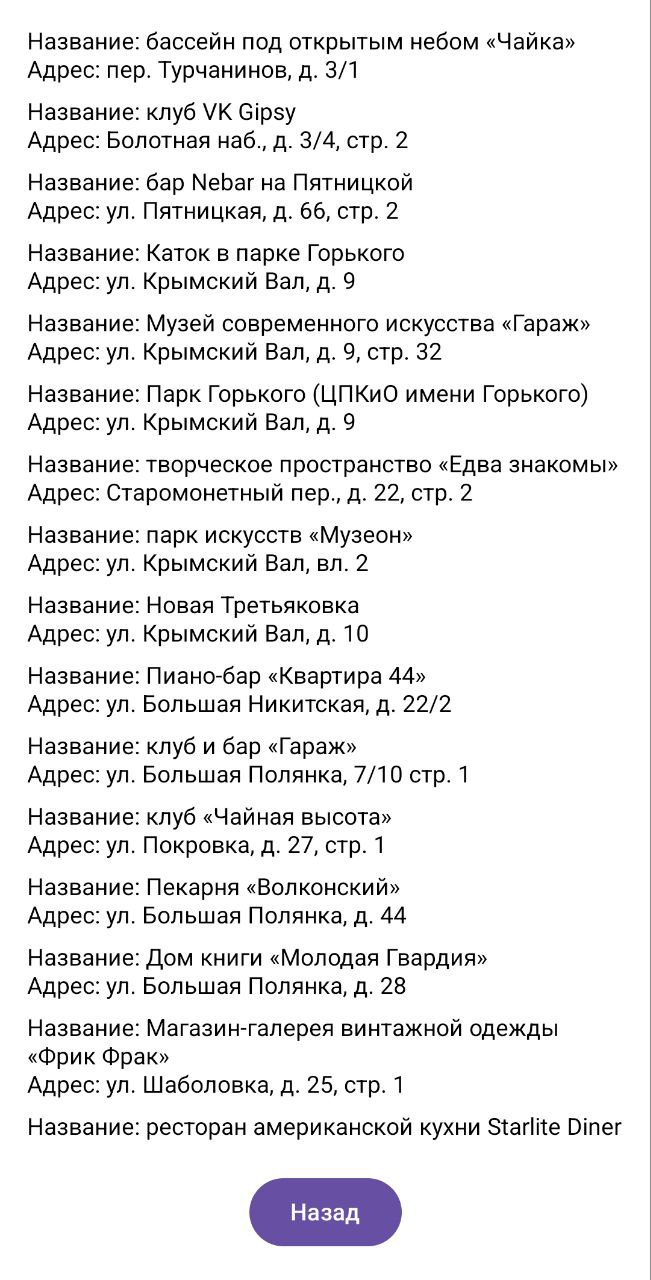 Название: бассейн под открытым небом «Чайка»
Адрес: пер. Турчанинов, д. 3/1
Название: клуб VK Gipsy
Адрес: Болотная наб., д. 3/4, стр. 2
Название: бар Nebar на Пятницкой
Адрес: ул. Пятницкая, д. 66, стр. 2
Название: Каток в парке Горького
Адрес: ул. Крымский Вал, д. 9
Название: Музей современного искусства «Гараж»
Адрес: ул. Крымский Вал, д. 9, стр. 32
Название: Парк Горького (ЦПКиО имени Горького)
Адрес: ул. Крымский Вал, д. 9
Название: творческое пространство «Едва знакомы»
Адрес: Старомонетный пер., д. 22, стр. 2
Название: парк искусств «Музеон»
Адрес: ул. Крымский Вал, вл. 2
Название: Новая Третьяковка
Адрес: ул. Крымский Вал, д. 10
Название: Пиано-бар «Квартира 44»
Адрес: ул. Большая Никитская, д. 22/2
Название: клуб и бар «Гараж»
Адрес: ул. Большая Полянка, 7/10 стр. 1
Название: клуб «Чайная высота»
Адрес: ул. Покровка, д. 27, стр. 1
Название: Пекарня «Волконский»
Адрес: ул. Большая Полянка, д. 44
Название: Дом книги «Молодая Гвардия»
Адрес: ул. Большая Полянка, д. 28
Название: Магазин-галерея винтажной одежды
«Фрик Фрак»
Адрес: ул. Шаболовка, д. 25, стр. 1
Название: ресторан американской кухни Starlite Diner
Назад